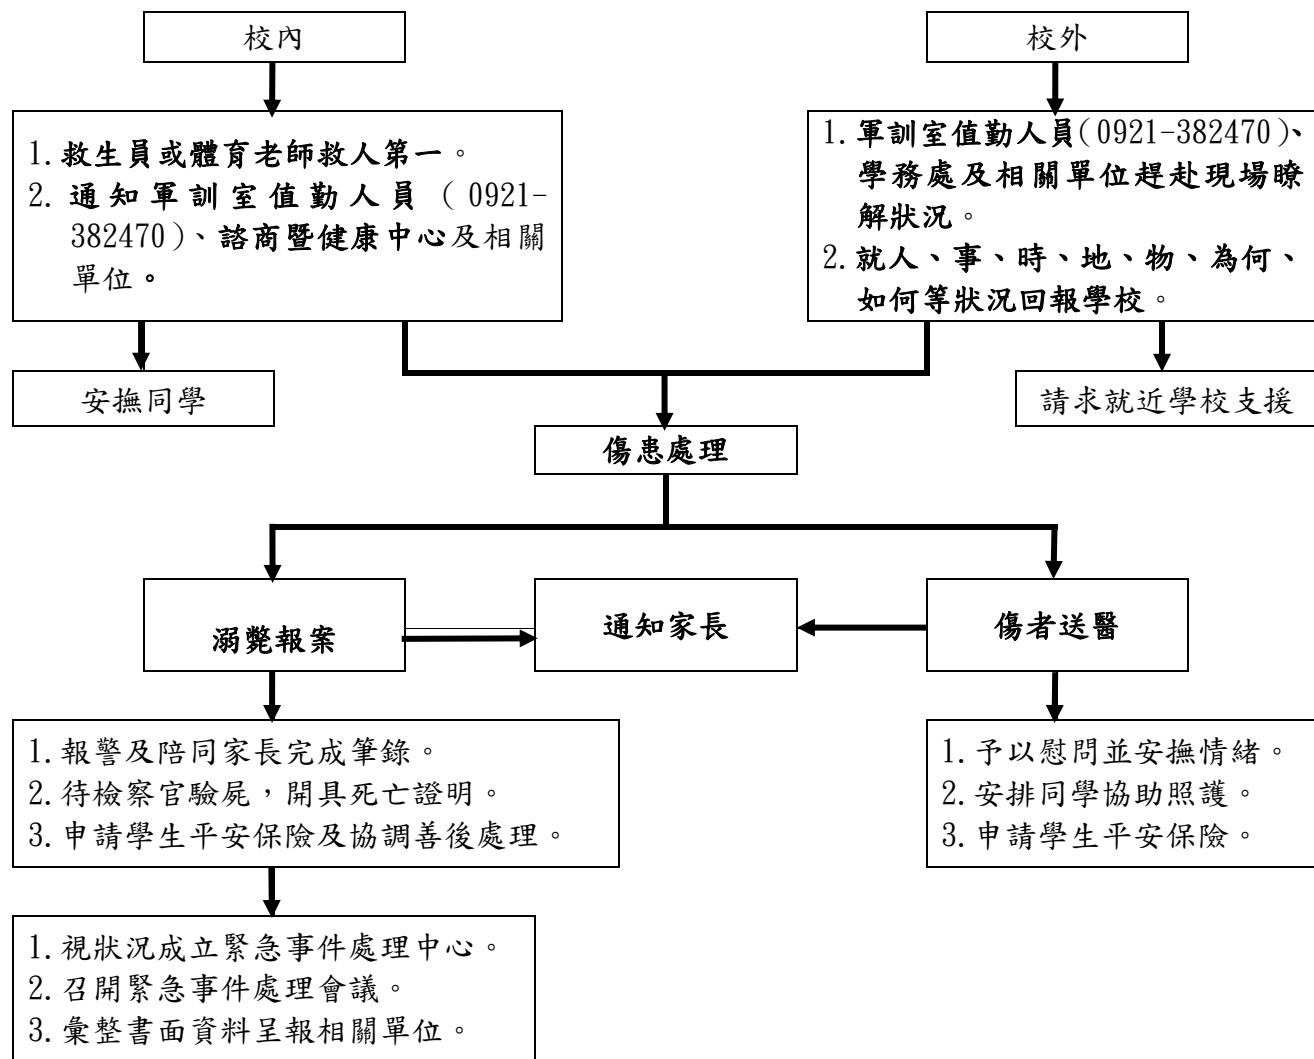 校內
校外
1.救生員或體育老師救人第一。
2.通知軍訓室值勤人員（0921-
382470）、諮商暨健康中心及相關
單位。
1.軍訓室值勤人員(0921-382470)、
學務處及相關單位趕赴現場瞭
解狀況。
2.就人、事、時、地、物、為何、
如何等狀況回報學校。
安撫同學
請求就近學校支援
傷患處理
溺斃報案
通知家長
傷者送醫
1.報警及陪同家長完成筆錄。
2.待檢察官驗屍，開具死亡證明。
3.申請學生平安保險及協調善後處理。
1.予以慰問並安撫情緒。
2.安排同學協助照護。
3.申請學生平安保險。
1.視狀況成立緊急事件處理中心。
2.召開緊急事件處理會議。
3.彙整書面資料呈報相關單位。